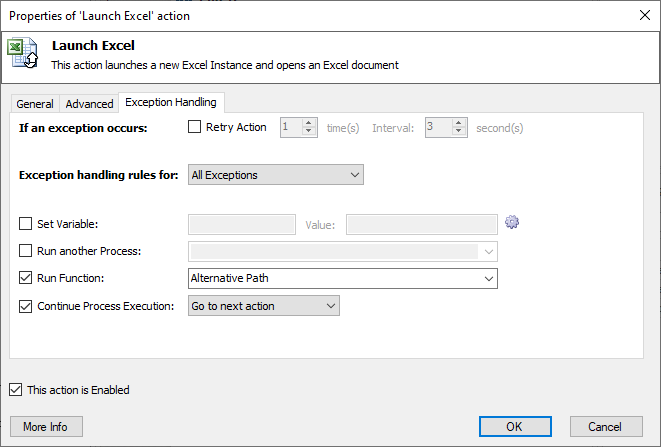 Properties of 'Launch Excel' action
Launch Excel
This action launches a new Excel Instance and opens an Excel document
General Advanced Exception Handling
If an exception occurs: Retry Action 1 time(s) Interval: 3 second(s)
Exception handling rules for: All Exceptions
Set Variable: Value:
Run another Process:
Run Function: Alternative Path
Continue Process Execution: Go to next action
This action is Enabled
More Info OK Cancel